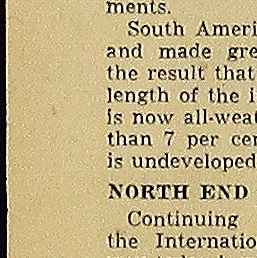 ments.
South Ameri
and made gre
the result that
length of the i
is now all-weat
than 7 per cen
is undeveloped
NORTH END
Continuing
the Internatio